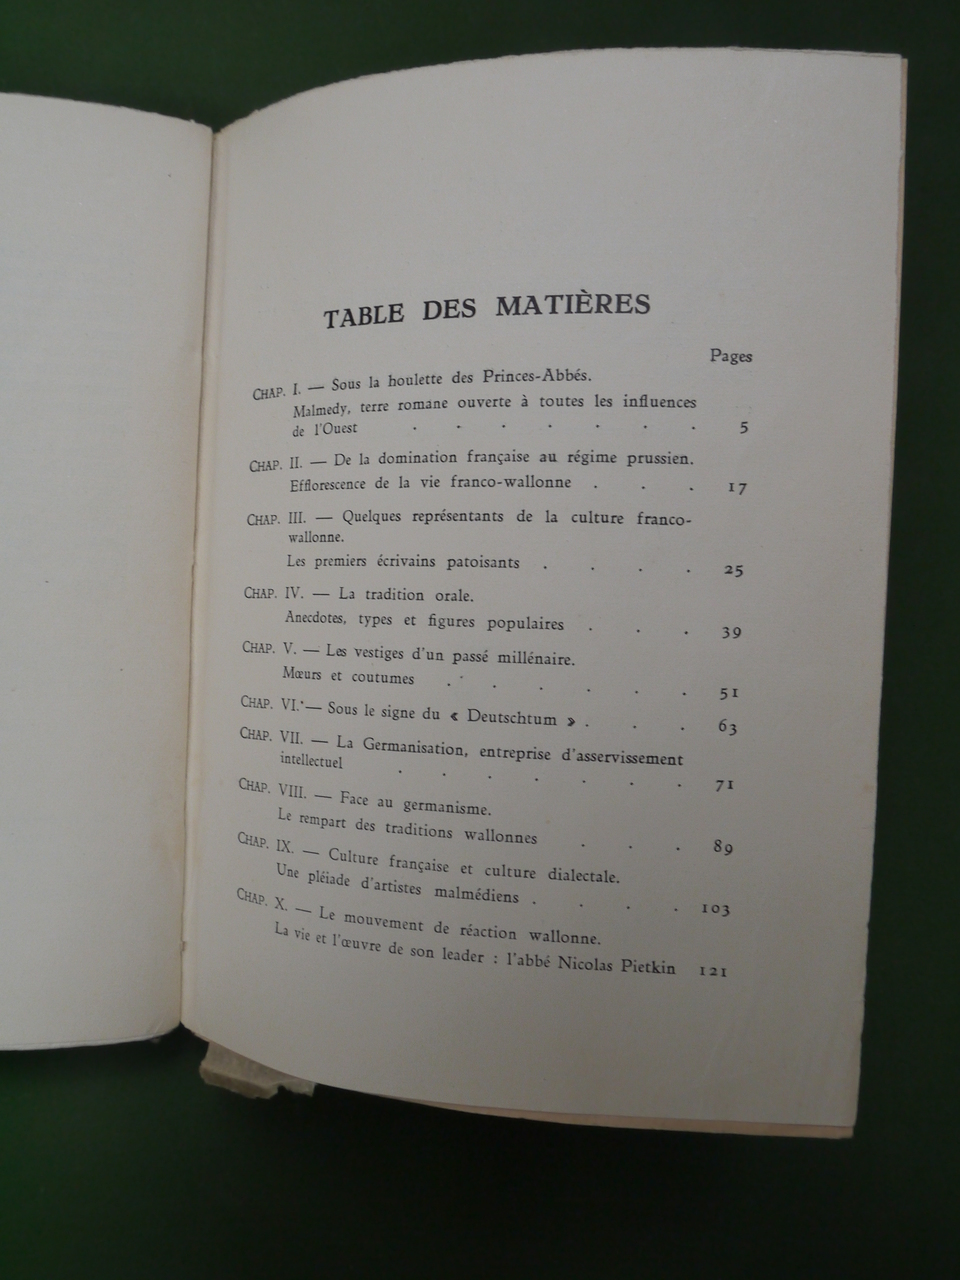 TABLE DES MATIÈRES
Pages
CHAP. I. — Sous la houlette des Princes-Abbés.
Malmedy, terre romane ouverte à toutes les influences
de l'Ouest . . . . . . . 5
CHAP. II. — De la domination française au régime prussien.
Efflorescence de la vie franco-wallonne . . . 17
CHAP. III. — Quelques représentants de la culture franco-
wallonne.
Les premiers écrivains patoisants . . . . 25
CHAP. IV. — La tradition orale.
Anecdotes, types et figures populaires . . . 39
CHAP. V. — Les vestiges d'un passé millénaire.
Mœurs et coutumes . . . . . . 51
CHAP. VI. — Sous le signe du « Deutschtum » . . . 63
CHAP. VII. — La Germanisation, entreprise d'asservissement
intellectuel . . . . . . . 71
CHAP. VIII. — Face au germanisme.
Le rempart des traditions wallonnes . . . 89
CHAP. IX. — Culture française et culture dialectale.
Une pléiade d'artistes malmédiens . . . . 103
CHAP. X. — Le mouvement de réaction wallonne.
La vie et l'œuvre de son leader : l'abbé Nicolas Pietkin 121